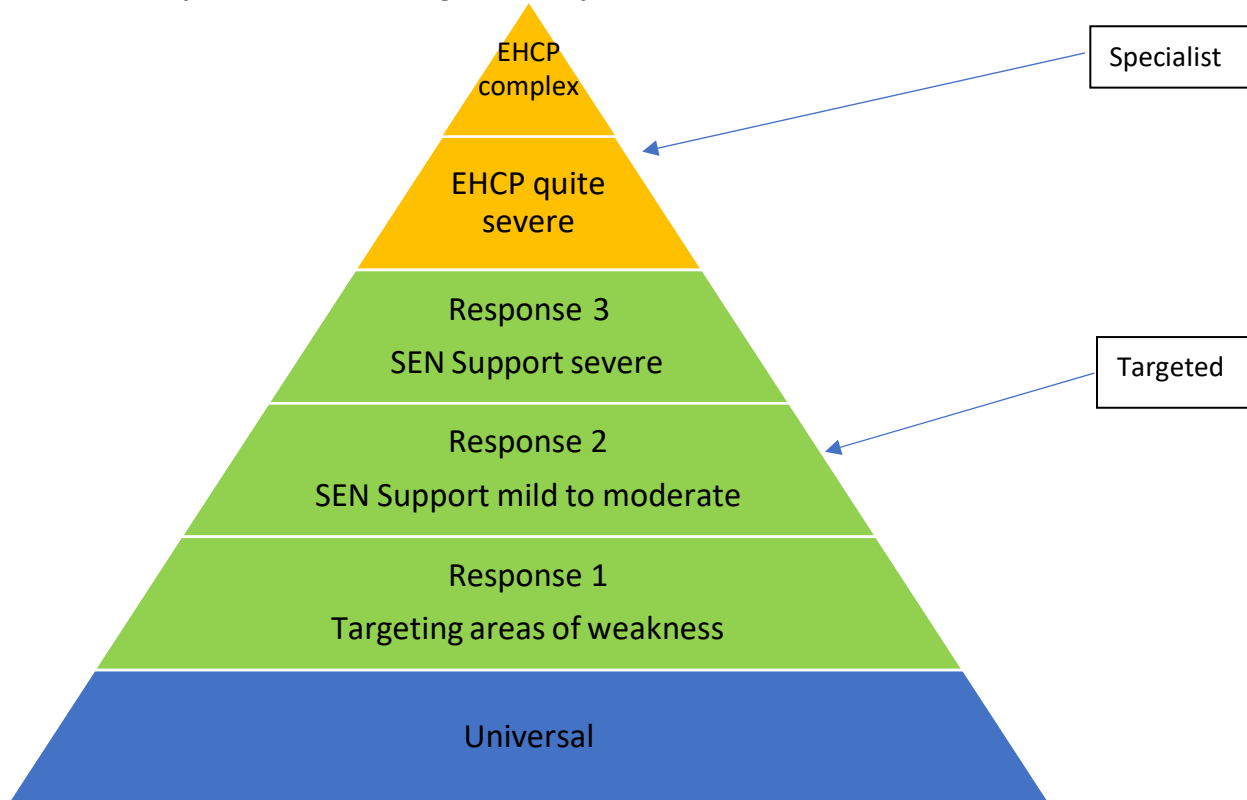 EHCP
complex
Specialist
EHCP quite
severe
Response 3
SEN Support severe
Targeted
Response 2
SEN Support mild to moderate
Response 1
Targeting areas of weakness
Universal